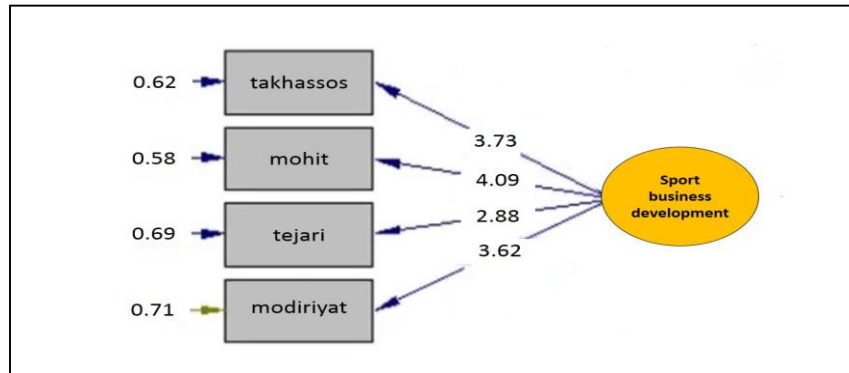 0.62
takhassos
3.73
0.58
mohit
4.09
Sport
business
development
0.69
tejari
2.88
3.62
0.71
modiriyat